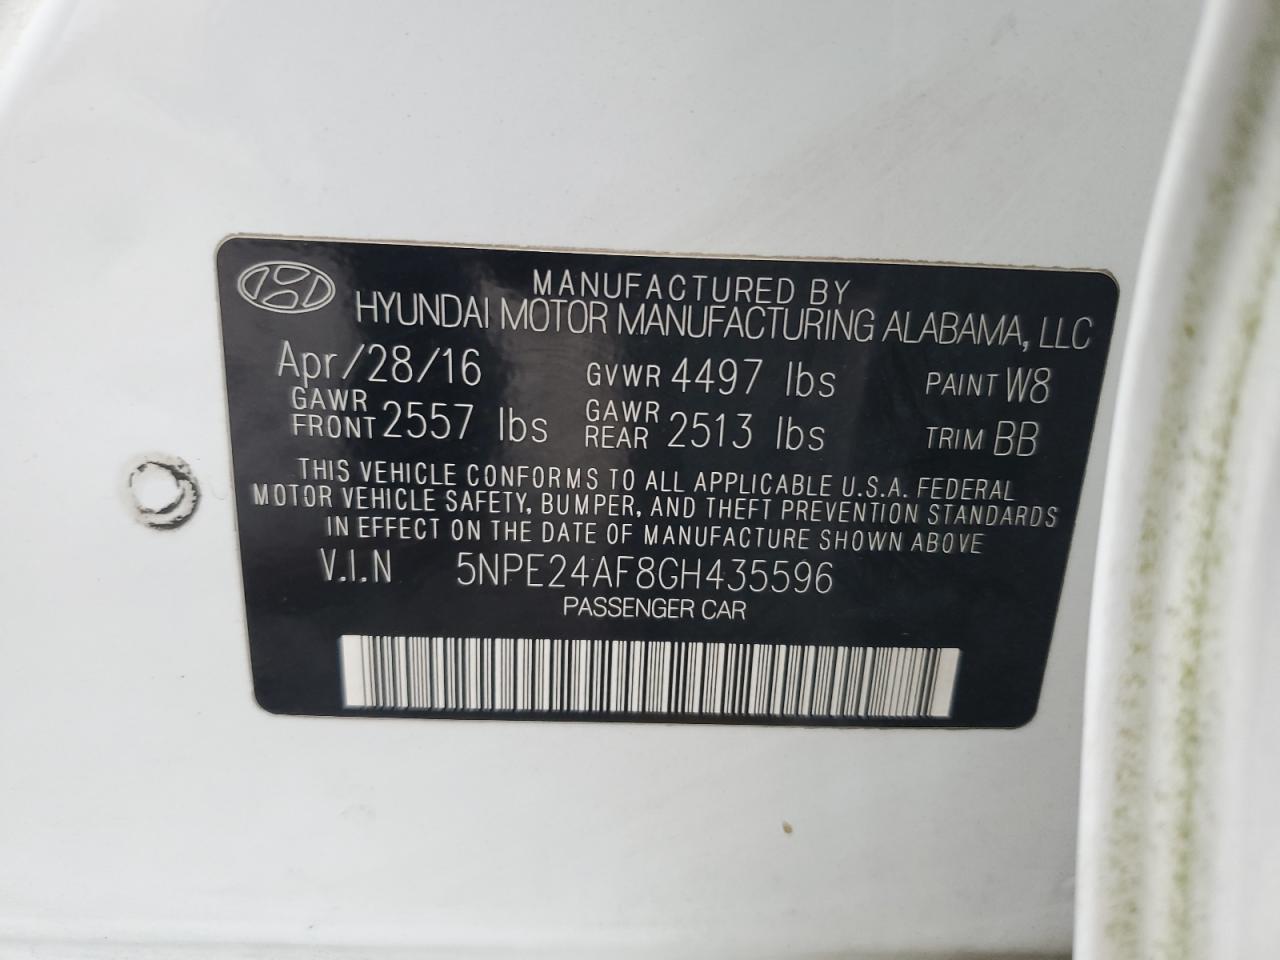 MANUFACTURED BY
HYUNDAI MOTOR MANUFACTURING ALABAMA, LLC
Apr/28/16 GVWR 4497 lbs PAINT W8
GAWR FRONT 2557 lbs GAWR REAR 2513 lbs TRIM BB
THIS VEHICLE CONFORMS TO ALL APPLICABLE U.S.A. FEDERAL
MOTOR VEHICLE SAFETY, BUMPER, AND THEFT PREVENTION STANDARDS
IN EFFECT ON THE DATE OF MANUFACTURE SHOWN ABOVE
V.I.N 5NPE24AF8GH435596
PASSENGER CAR